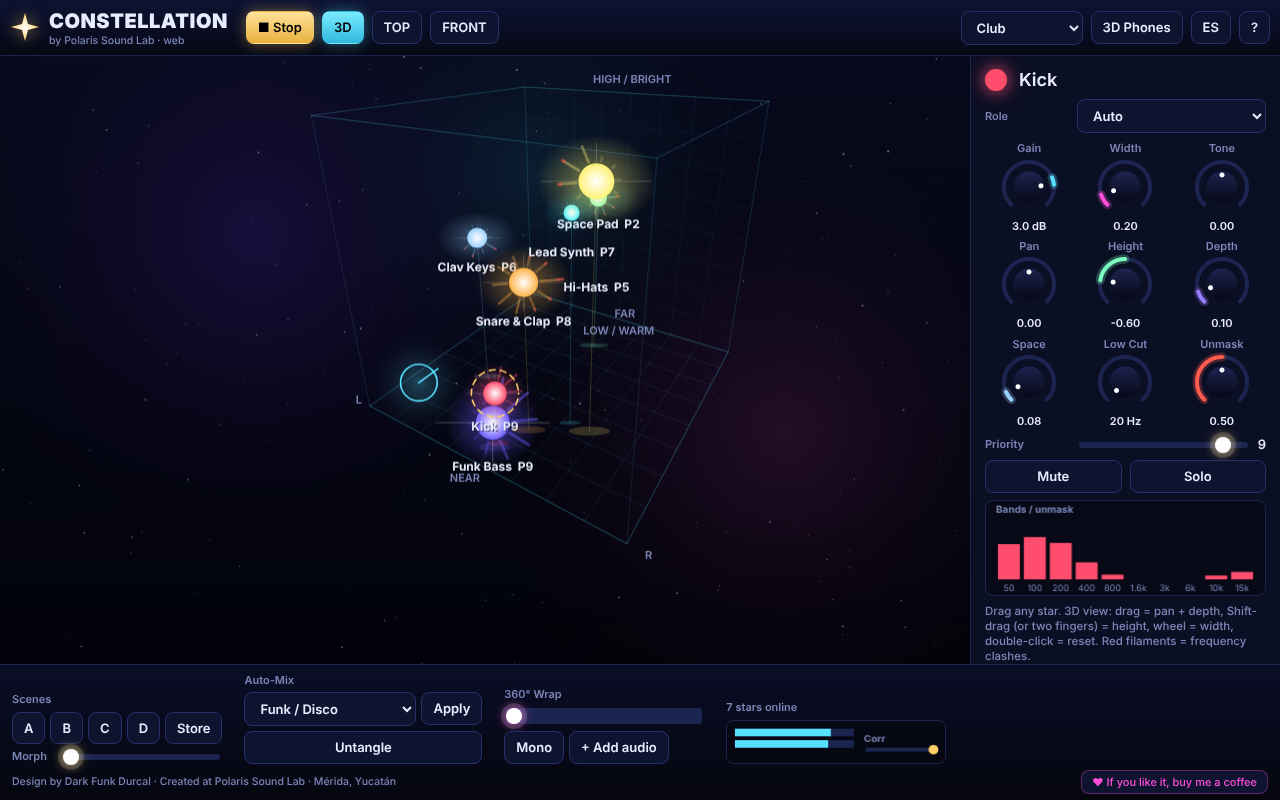 CONSTELLATION
by Polaris Sound Lab · web
■ Stop
3D
TOP
FRONT
Club
3D Phones
ES
?
HIGH / BRIGHT
Space Pad P2
Lead Synth P7
Clav Keys P6
Hi-Hats P5
Snare & Clap P8
FAR
LOW / WARM
L
Kick P9
Funk Bass P9
NEAR
R
Kick
Role
Auto
Gain Width Tone
3.0 dB 0.20 0.00
Pan Height Depth
0.00 -0.60 0.10
Space Low Cut Unmask
0.08 20 Hz 0.50
Priority 9
Mute Solo
Bands / unmask
50 100 200 400 800 1.6k 3k 6k 10k 15k
Drag any star. 3D view: drag = pan + depth, Shift-
drag (or two fingers) = height, wheel = width,
double-click = reset. Red filaments = frequency
clashes.
Scenes
A B C D Store
Morph
Auto-Mix
Funk / Disco Apply
Untangle
360° Wrap
Mono + Add audio
7 stars online
Corr
Design by Dark Funk Durcal · Created at Polaris Sound Lab · Mérida, Yucatán
♥ If you like it, buy me a coffee